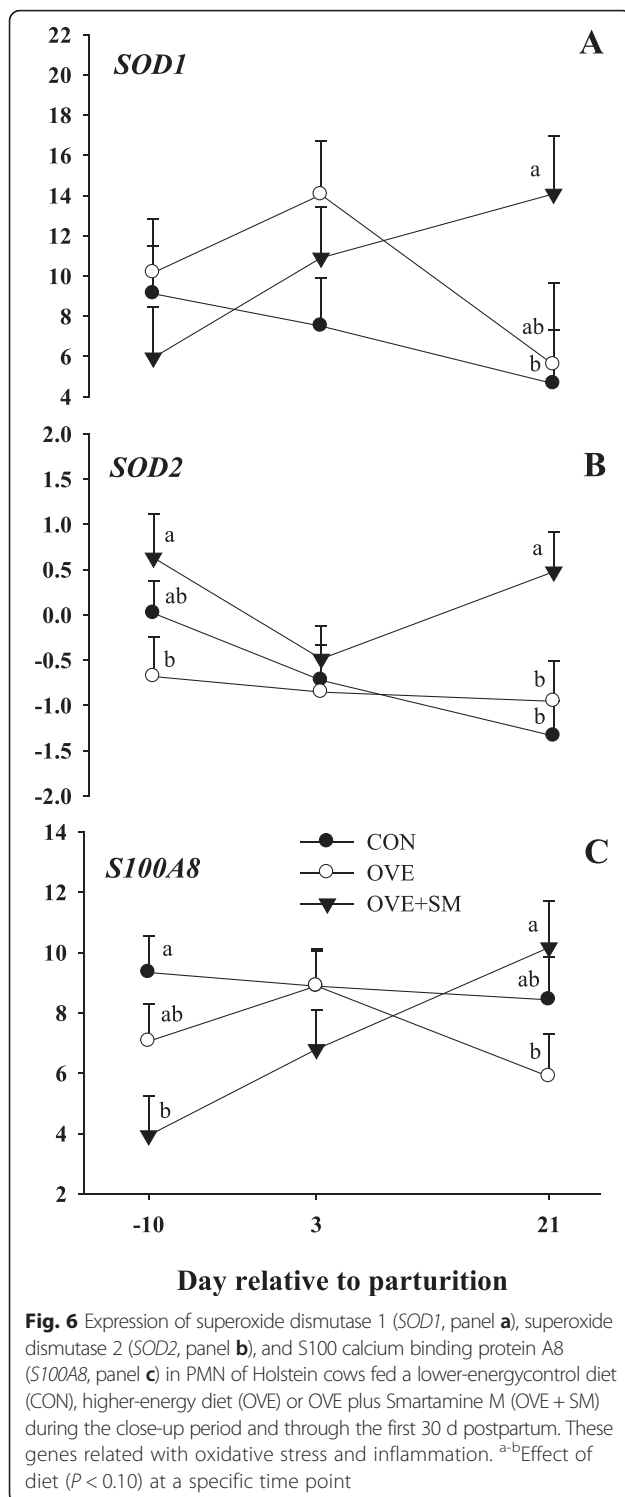 22
A
SOD1
20
18
16
14
a
12
10
8
ab
6
b
4
1.5
B
SOD2
1.0
a
a
0.5
ab
0.0
-0.5
b
b
-1.0
b
-1.5
-2.0
14
CON
C
S100A8
OVE
12
OVE+SM
a
10
a
ab
8
ab
6
b
4
b
2
-10
3
21
Day relative to parturition
Fig. 6 Expression of superoxide dismutase 1 (SOD1, panel a), superoxide
dismutase 2 (SOD2, panel b), and S100 calcium binding protein A8
(S100A8, panel c) in PMN of Holstein cows fed a lower-energycontrol diet
(CON), higher-energy diet (OVE) or OVE plus Smartamine M (OVE + SM)
during the close-up period and through the first 30 d postpartum. These
genes related with oxidative stress and inflammation. a-bEffect of
diet (P < 0.10) at a specific time point